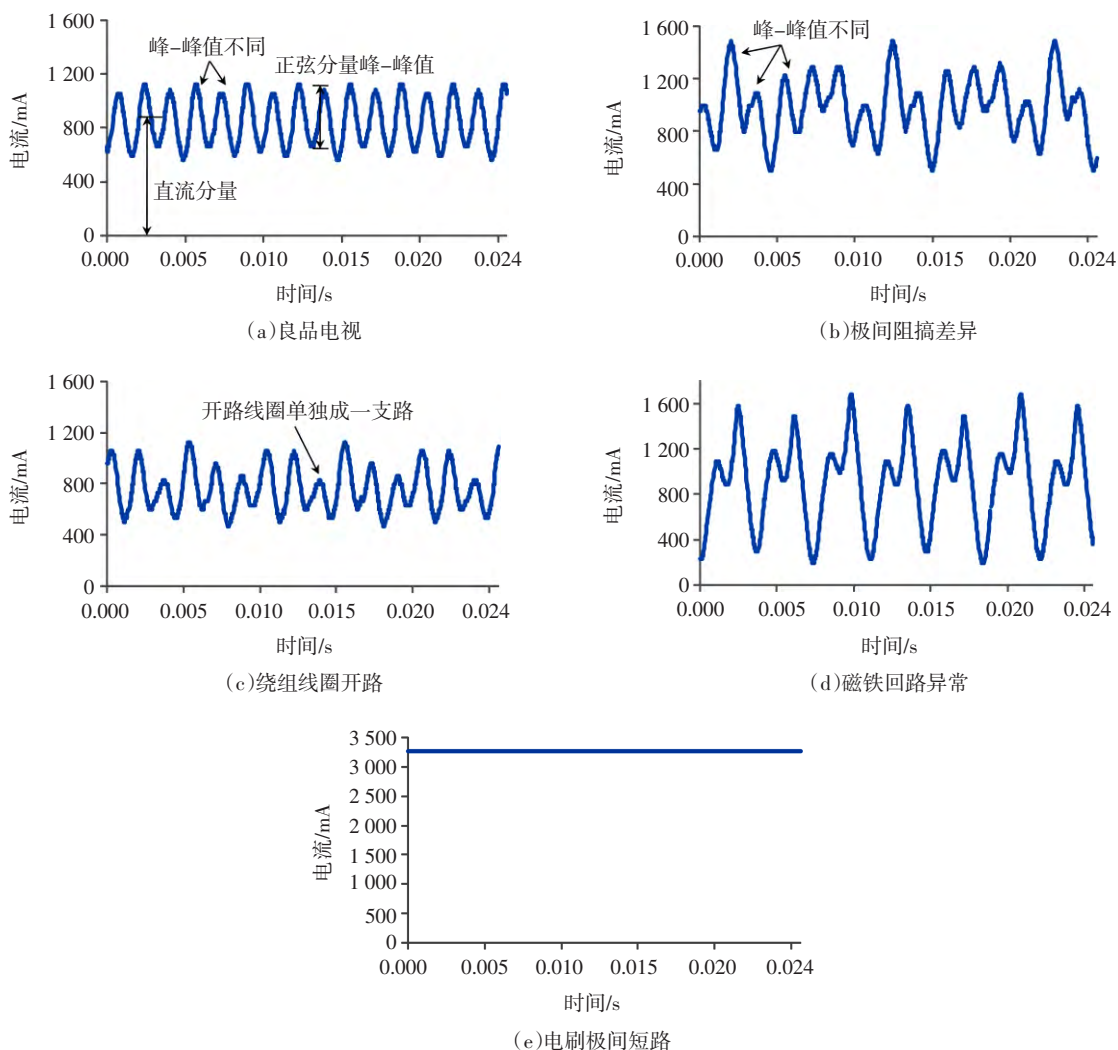 1 600
1 200
800
400
0
电流/mA
峰-峰值不同
正弦分量峰-峰值
直流分量
0.000 0.005 0.010 0.015 0.020 0.024
时间/s
(a)良品电视
1 600
1 200
800
400
0
电流/mA
峰-峰值不同
0.000 0.005 0.010 0.015 0.020 0.024
时间/s
(b)极间阻搞差异
1 600
1 200
800
400
0
电流/mA
开路线圈单独成一支路
0.000 0.005 0.010 0.015 0.020 0.024
时间/s
(c)绕组线圈开路
1 600
1 200
800
400
0
电流/mA
0.000 0.005 0.010 0.015 0.020 0.024
时间/s
(d)磁铁回路异常
3 500
3 000
2 500
2 000
1 500
1 000
500
0
电流/mA
0.000 0.005 0.010 0.015 0.020 0.024
时间/s
(e)电刷极间短路